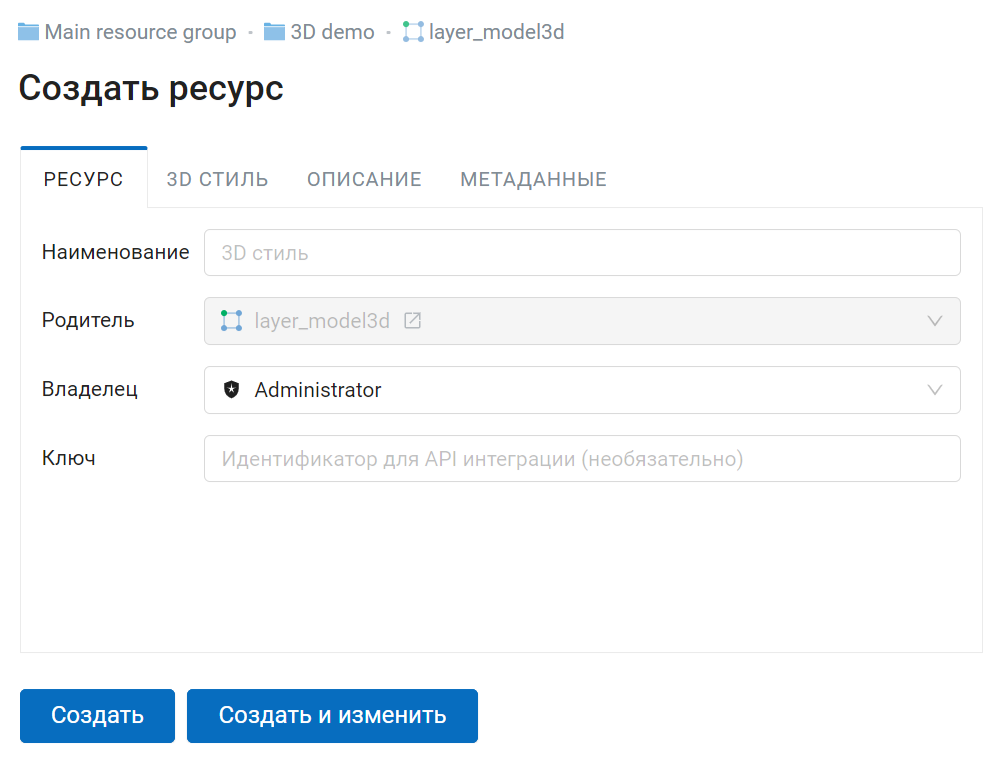 Main resource group · 3D demo · layer_model3d
Создать ресурс
РЕСУРС 3D СТИЛЬ ОПИСАНИЕ МЕТАДАННЫЕ
Наименование 3D стиль
Родитель layer_model3d
Владелец Administrator
Ключ Идентификатор для API интеграции (необязательно)
Создать Создать и изменить